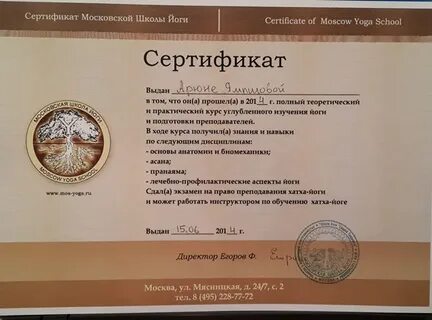 Сертификат Московской Школы Йоги
Certificate of Moscow Yoga School
Сертификат
Выдан Арюне
в том, что он(а) прошел(а) в 2014 г. полный теоретический
и практический курс углубленного изучения йоги
и подготовки преподавателей.
В ходе курса получил(а) знания и навыки
по следующим дисциплинам:
- основы анатомии и биомеханики;
- асана;
- пранаяма;
- лечебно-профилактические аспекты йоги
Сдал(а) экзамен на право преподавания хатха-йоги
и может работать инструктором по обучению хатха-йоге
МОСКОВСКАЯ ШКОЛА ЙОГИ
MOSCOW YOGA SCHOOL
www.mos-yoga.ru
Выдан 15.06 2014 г.
Директор Егоров Ф.
Москва, ул. Мясницкая, д. 24/7, с. 2
тел. 8 (495) 228-77-72